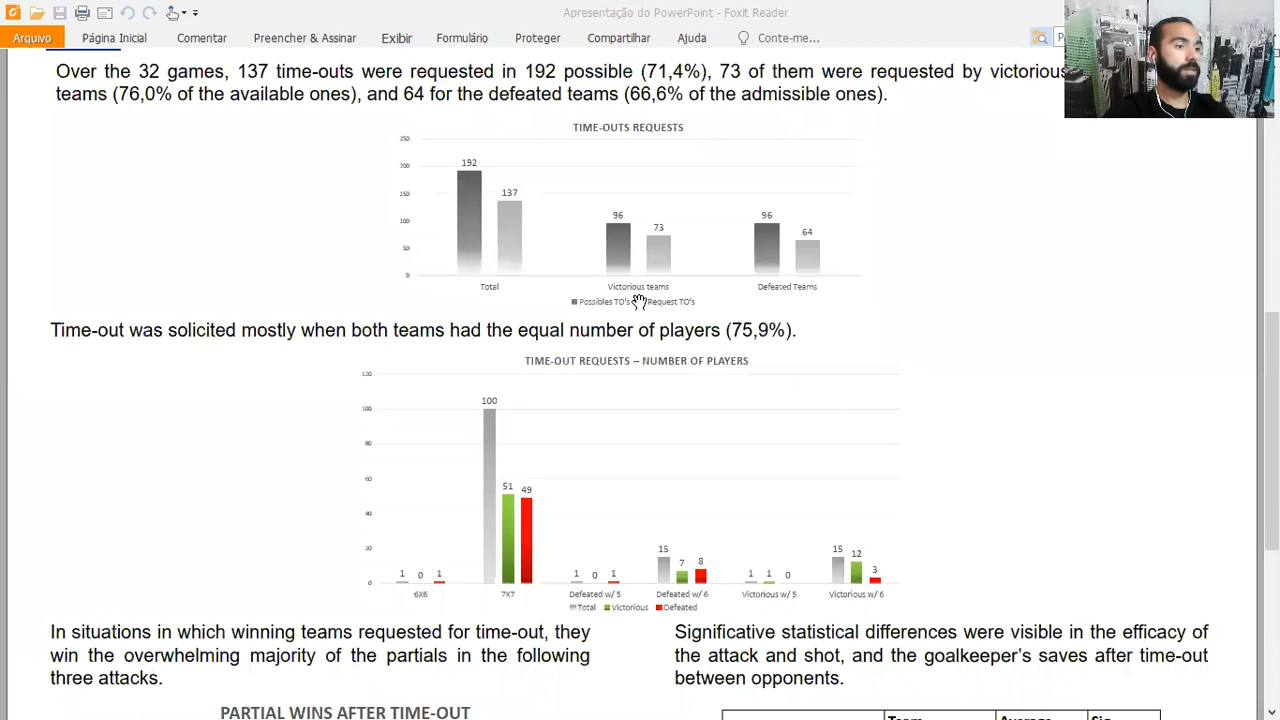 Apresentação do PowerPoint - Foxit Reader
Arquivo Página Inicial Comentar Preencher & Assinar Exibir Formulário Proteger Compartilhar Ajuda Conte-me...
Over the 32 games, 137 time-outs were requested in 192 possible (71,4%), 73 of them were requested by victorious
teams (76,0% of the available ones), and 64 for the defeated teams (66,6% of the admissible ones).
TIME-OUTS REQUESTS
250
200
150
100
50
0
192 137 96 73 96 64
Total Victorious teams Defeated Teams
Possibles TO's Request TO's
Time-out was solicited mostly when both teams had the equal number of players (75,9%).
TIME-OUT REQUESTS – NUMBER OF PLAYERS
120
100
80
60
40
20
0
1 0 1 100 51 49 1 0 1 15 7 8 1 1 0 15 12 3
6X6 7X7 Defeated w/ 5 Defeated w/ 6 Victorious w/ 5 Victorious w/ 6
Total Victorious Defeated
In situations in which winning teams requested for time-out, they
win the overwhelming majority of the partials in the following
three attacks.
Significative statistical differences were visible in the efficacy of
the attack and shot, and the goalkeeper's saves after time-out
between opponents.
PARTIAL WINS AFTER TIME-OUT
Team Average Sig